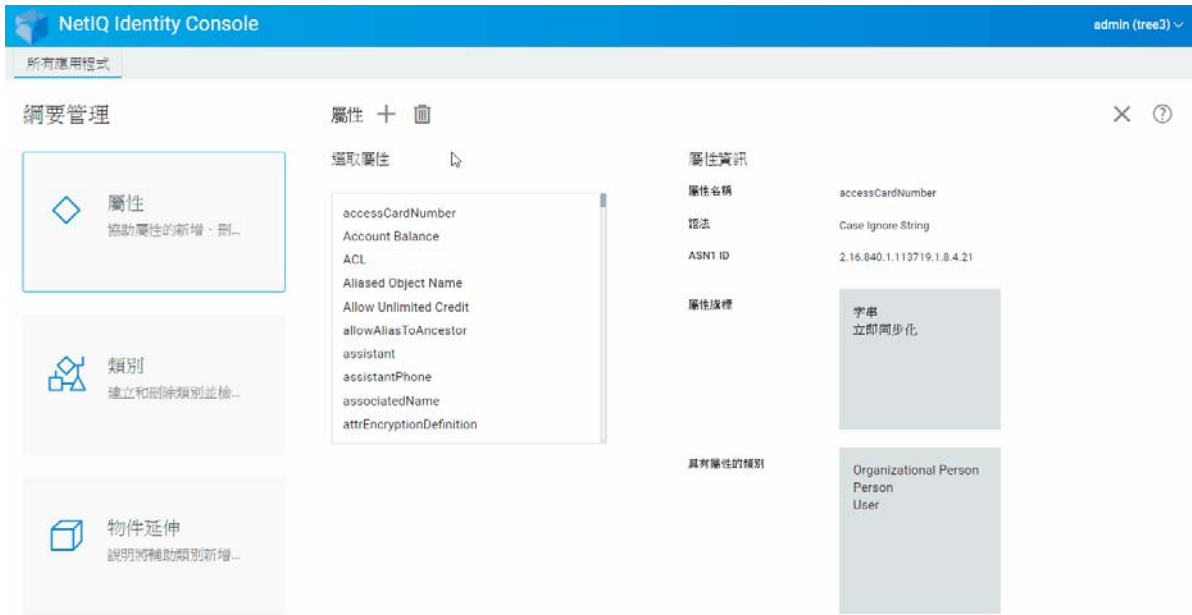 NetIQ Identity Console
admin (tree3)
所有應用程式
綱要管理
屬性
協助屬性的新增、刪...
類別
建立和刪除類別並檢...
物件延伸
說明將輔助類別新增...
屬性
選取屬性
accessCardNumber
Account Balance
ACL
Aliased Object Name
Allow Unlimited Credit
allowAliasToAncestor
assistant
assistantPhone
associatedName
attrEncryptionDefinition
屬性資訊
屬性名稱 accessCardNumber
語法 Case Ignore String
ASN1 ID 2.16.840.1.113719.1.8.4.21
屬性旗標
字串
立即同步化
具有屬性的類別
Organizational Person
Person
User